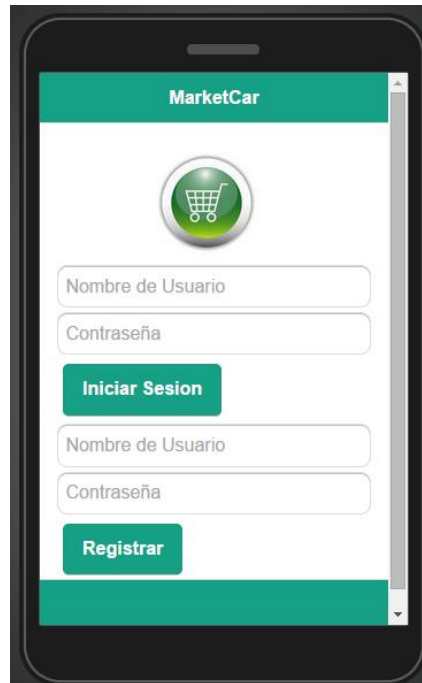 MarketCar
Nombre de Usuario
Contraseña
Iniciar Sesion
Nombre de Usuario
Contraseña
Registrar